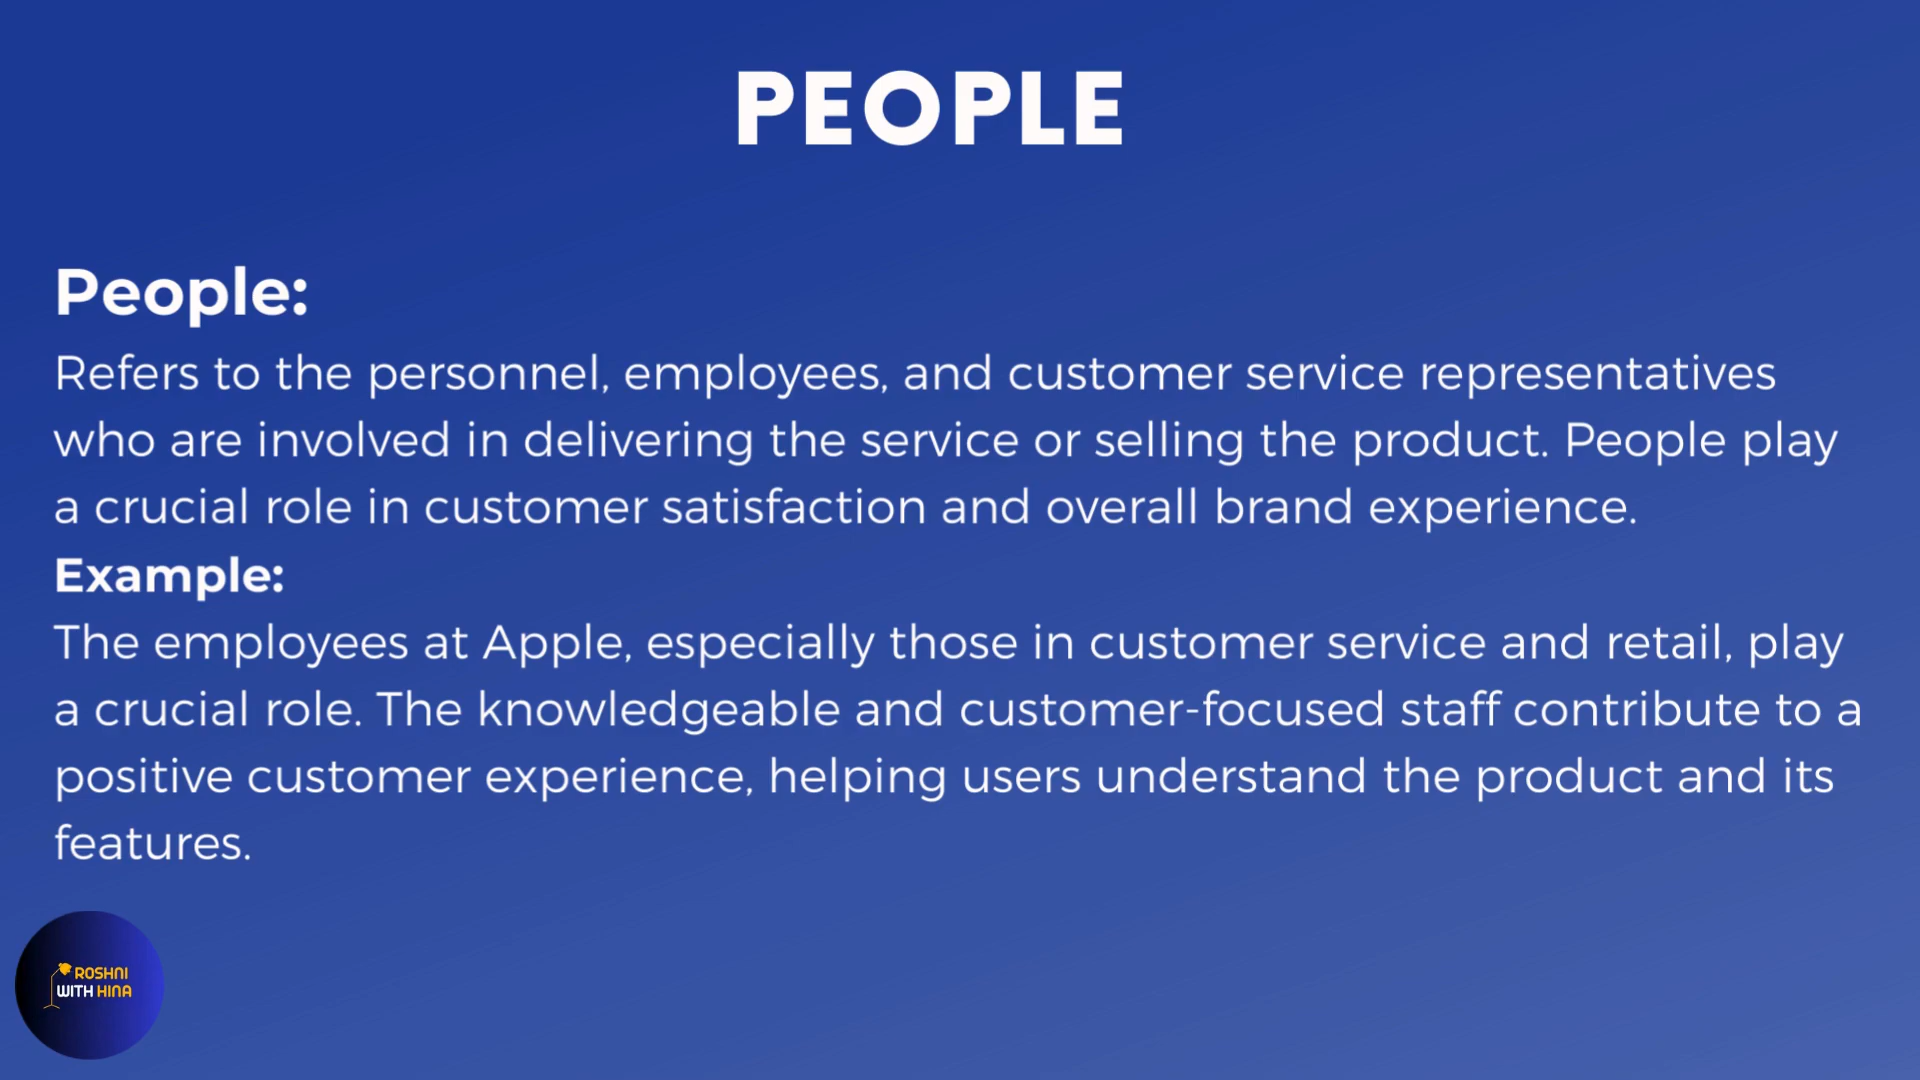 PEOPLE
People:
Refers to the personnel, employees, and customer service representatives
who are involved in delivering the service or selling the product. People play
a crucial role in customer satisfaction and overall brand experience.
Example:
The employees at Apple, especially those in customer service and retail, play
a crucial role. The knowledgeable and customer-focused staff contribute to a
positive customer experience, helping users understand the product and its
features.
ROSHNI
WITH HINA